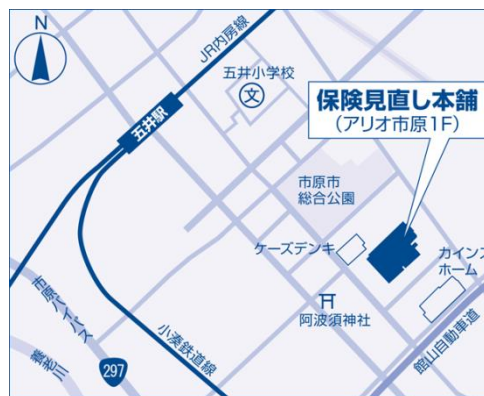 N
JR内房線
五井小学校
文
五井駅
保険見直し本舗
(アリオ市原1F)
市原市
総合公園
ケーズデンキ
カインズ
ホーム
阿波須神社
市原バイパス
養老川
297
小湊鉄道線
館山自動車道